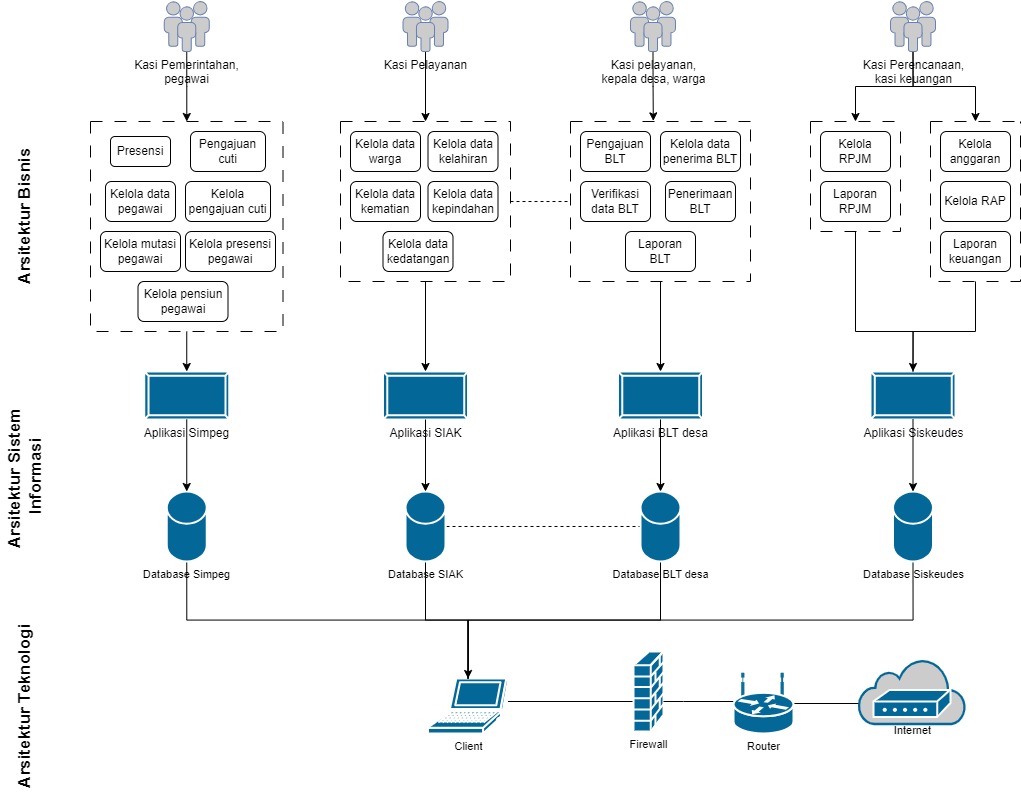 Kasi Pemerintahan,
pegawai
Kasi Pelayanan
Kasi pelayanan,
kepala desa, warga
Kasi Perencanaan,
kasi keuangan
Arsitektur Bisnis
Presensi
Pengajuan
cuti
Kelola data
pegawai
Kelola
pengajuan cuti
Kelola mutasi
pegawai
Kelola presensi
pegawai
Kelola pensiun
pegawai
Kelola data
warga
Kelola data
kelahiran
Kelola data
kematian
Kelola data
kepindahan
Kelola data
kedatangan
Pengajuan
BLT
Kelola data
penerima BLT
Verifikasi
data BLT
Penerimaan
BLT
Laporan
BLT
Kelola
RPJM
Laporan
RPJM
Kelola
anggaran
Kelola RAP
Laporan
keuangan
Arsitektur Sistem
Informasi
Aplikasi Simpeg
Aplikasi SIAK
Aplikasi BLT desa
Aplikasi Siskeudes
Database Simpeg
Database SIAK
Database BLT desa
Database Siskeudes
Arsitektur Teknologi
Client
Firewall
Router
Internet